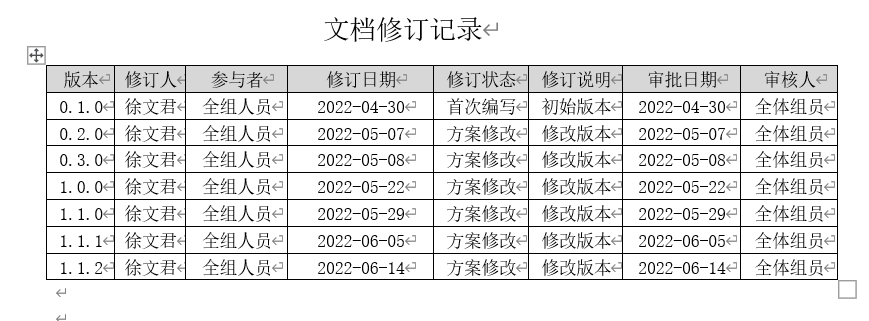 文档修订记录
版本 修订人 参与者 修订日期 修订状态 修订说明 审批日期 审核人
0.1.0 徐文君 全组人员 2022-04-30 首次编写 初始版本 2022-04-30 全体组员
0.2.0 徐文君 全组人员 2022-05-07 方案修改 修改版本 2022-05-07 全体组员
0.3.0 徐文君 全组人员 2022-05-08 方案修改 修改版本 2022-05-08 全体组员
1.0.0 徐文君 全组人员 2022-05-22 方案修改 修改版本 2022-05-22 全体组员
1.1.0 徐文君 全组人员 2022-05-29 方案修改 修改版本 2022-05-29 全体组员
1.1.1 徐文君 全组人员 2022-06-05 方案修改 修改版本 2022-06-05 全体组员
1.1.2 徐文君 全组人员 2022-06-14 方案修改 修改版本 2022-06-14 全体组员